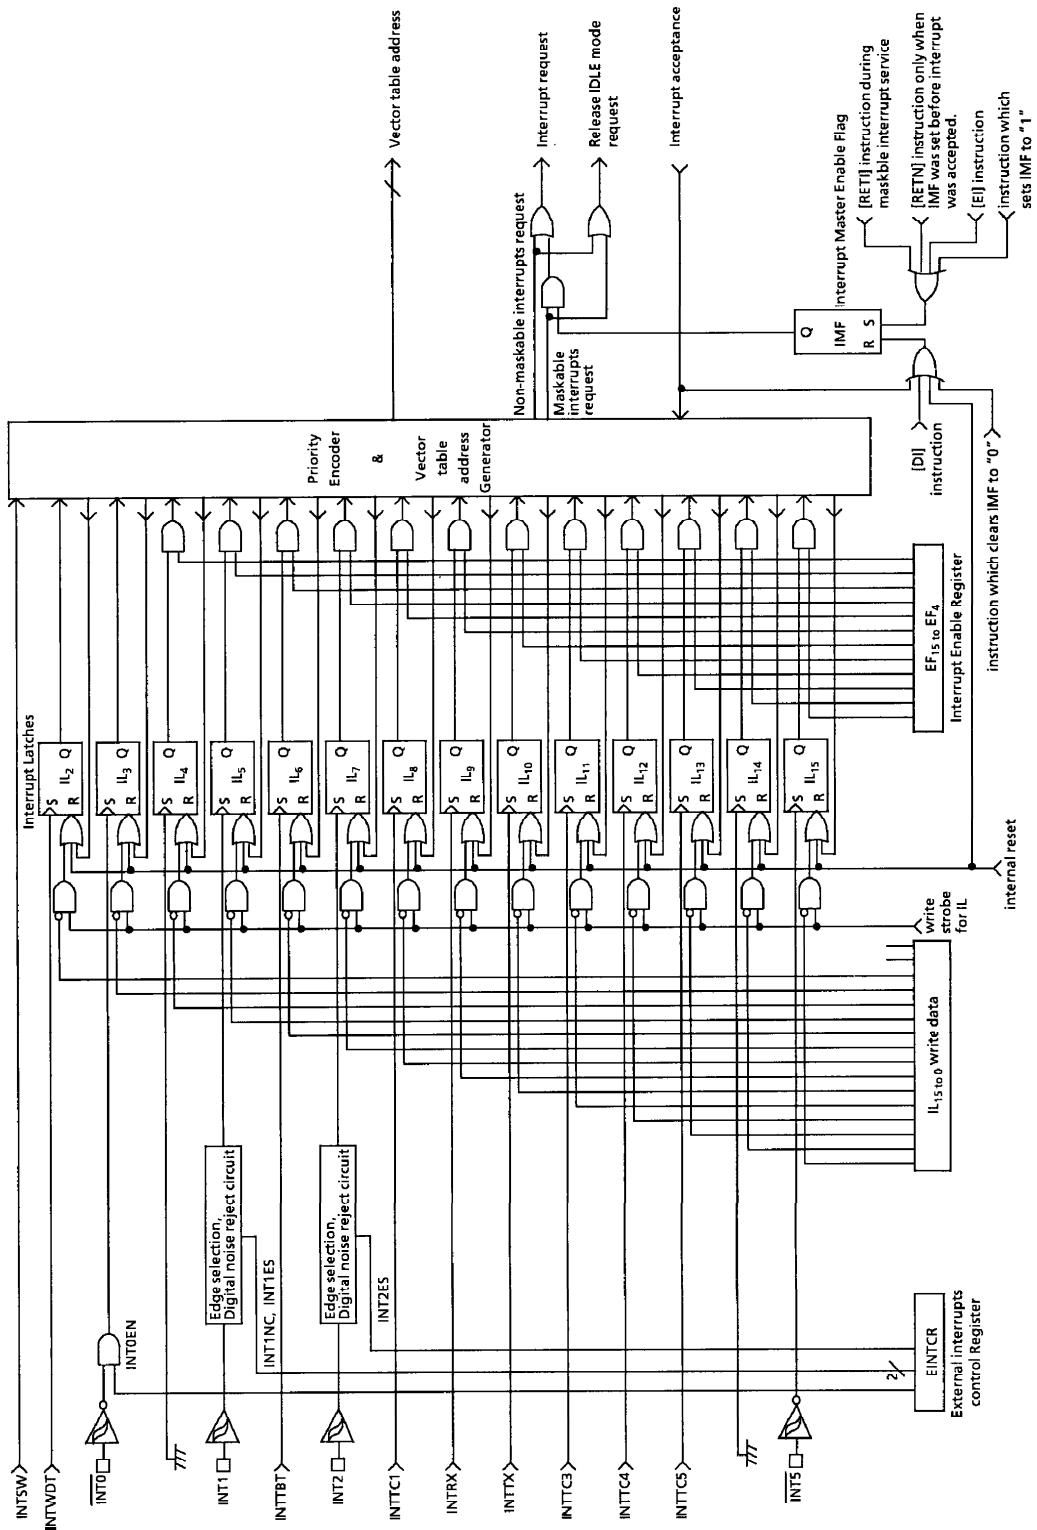 Vector table address
Interrupt request
Release IDLE mode
request
Interrupt acceptance
Interrupt Master Enable Flag
[RETI] instruction during
maskble interrupt service
[RETN] instruction only when
IMF was set before interrupt
was accepted.
[EI] instruction
instruction which
sets IMF to "1"
Non-maskable interrupts request
Maskable
interrupts
request
Q
IMF
R S
[DI]
instruction
instruction which clears IMF to "0"
Priority
Encoder
&
Vector
table
address
Generator
EF15 to EF4
Interrupt Enable Register
Interrupt Latches
S IL2 Q
R
S IL3 Q
R
S IL4 Q
R
S IL5 Q
R
S IL6 Q
R
S IL7 Q
R
S IL8 Q
R
S IL9 Q
R
S IL10 Q
R
S IL11 Q
R
S IL12 Q
R
S IL13 Q
R
S IL14 Q
R
S IL15 Q
R
internal reset
write
strobe
for IL
IL15 to 0 write data
Edge selection,
Digital noise reject circuit
INT1NC, INT1ES
Edge selection,
Digital noise reject circuit
INT2ES
INT0EN
2
EINTCR
External interrupts
control Register
INTSW
INTWDT
INT0
INT1
INTTBT
INT2
INTTC1
INTRX
INTTX
INTTC3
INTTC4
INTTC5
INT5